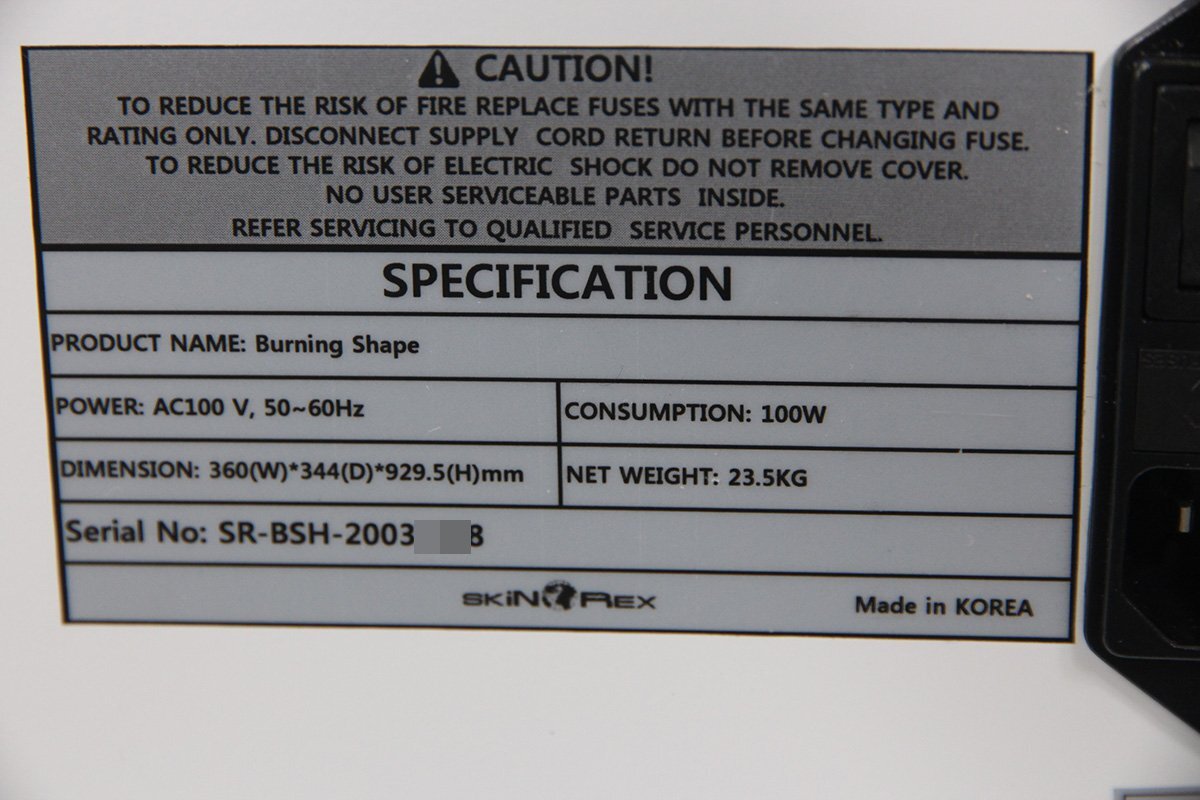 CAUTION!
TO REDUCE THE RISK OF FIRE REPLACE FUSES WITH THE SAME TYPE AND
RATING ONLY. DISCONNECT SUPPLY CORD RETURN BEFORE CHANGING FUSE.
TO REDUCE THE RISK OF ELECTRIC SHOCK DO NOT REMOVE COVER.
NO USER SERVICEABLE PARTS INSIDE.
REFER SERVICING TO QUALIFIED SERVICE PERSONNEL.
SPECIFICATION
PRODUCT NAME: Burning Shape
POWER: AC100 V, 50~60Hz
CONSUMPTION: 100W
DIMENSION: 360(W)*344(D)*929.5(H)mm
NET WEIGHT: 23.5KG
Serial No: SR-BSH-2003 8
SKIN REX
Made in KOREA